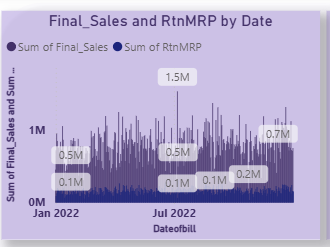 Final_Sales and RtnMRP by Date
Sum of Final_Sales Sum of RtnMRP
Sum of Final_Sales and Sum ...
1.5M
1M
0.7M
0.5M
0.5M
0.2M
0.1M
0.1M
0.1M
0M
Jan 2022 Jul 2022
Dateofbill